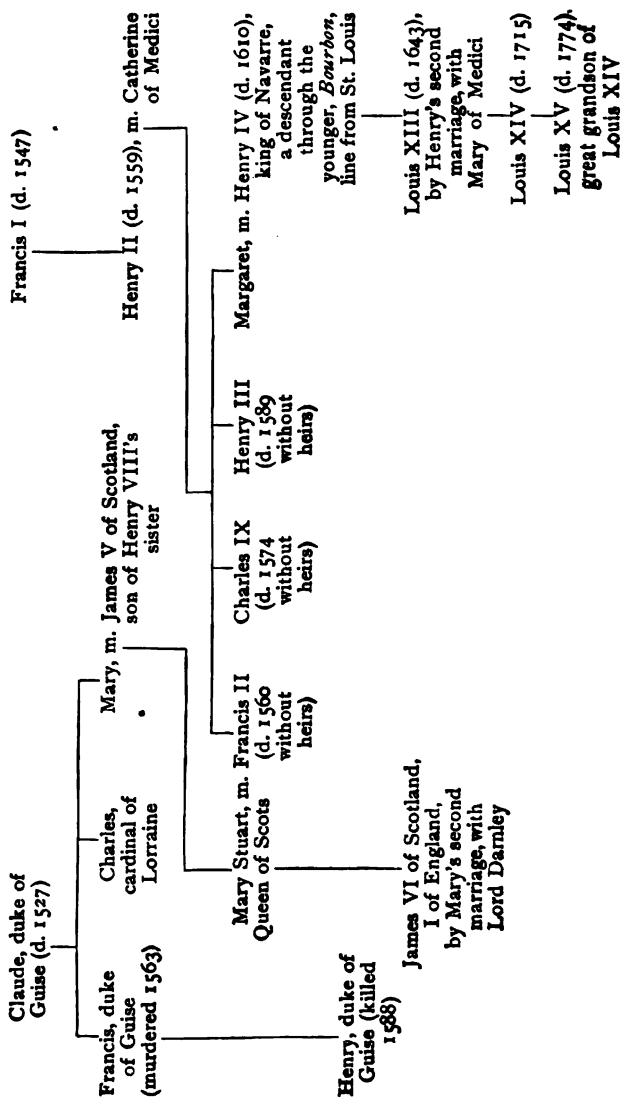 Claude, duke of
Guise (d. 1527)
Francis I (d. 1547)
Francis, duke
of Guise
(murdered 1563)
Charles,
cardinal of
Lorraine
Mary, m. James V of Scotland,
son of Henry VIII's
sister
Henry II (d. 1559), m. Catherine
of Medici
Mary Stuart, m. Francis II
Queen of Scots
(d. 1560
without
heirs)
Charles IX
(d. 1574
without
heirs)
Henry III
(d. 1589
without
heirs)
Margaret, m. Henry IV (d. 1610),
king of Navarre,
a descendant
through the
younger, Bourbon,
line from St. Louis
Henry, duke of
Guise (killed
1588)
James VI of Scotland,
I of England,
by Mary's second
marriage, with
Lord Darnley
Louis XIII (d. 1643),
by Henry's second
marriage, with
Mary of Medici
Louis XIV (d. 1715)
Louis XV (d. 1774),
great grandson of
Louis XIV